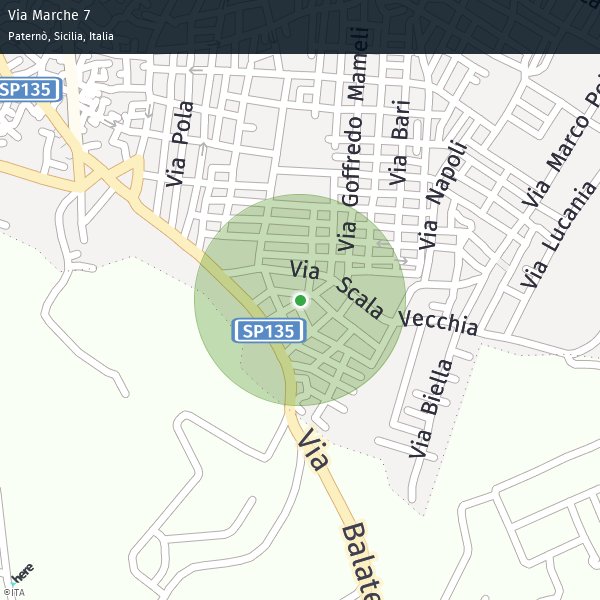 Via Marche 7
Paternò, Sicilia, Italia
SP135
Via Pola
Via Goffredo Mameli
Via Bari
Via Napoli
Via Marco Po
Via Lucania
Via Scala Vecchia
SP135
Via Biella
Via Balate
here
©ITA